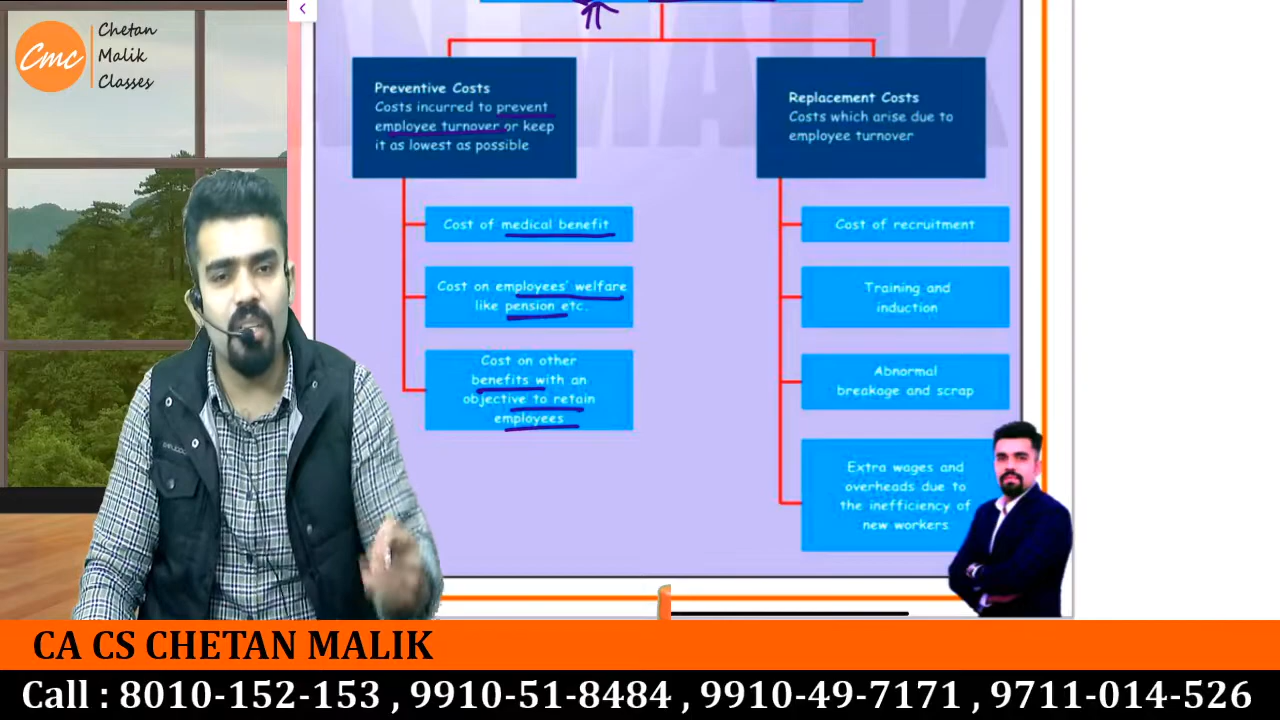 Cmc
Chetan
Malik
Classes
Preventive Costs
Costs incurred to prevent
employee turnover or keep
it as lowest as possible
Cost of medical benefit
Cost on employees' welfare
like pension etc.
Cost on other
benefits with an
objective to retain
employees
Replacement Costs
Costs which arise due to
employee turnover
Cost of recruitment
Training and
induction
Abnormal
breakage and scrap
Extra wages and
overheads due to
the inefficiency of
new workers
CA CS CHETAN MALIK
Call : 8010-152-153 , 9910-51-8484 , 9910-49-7171 , 9711-014-526